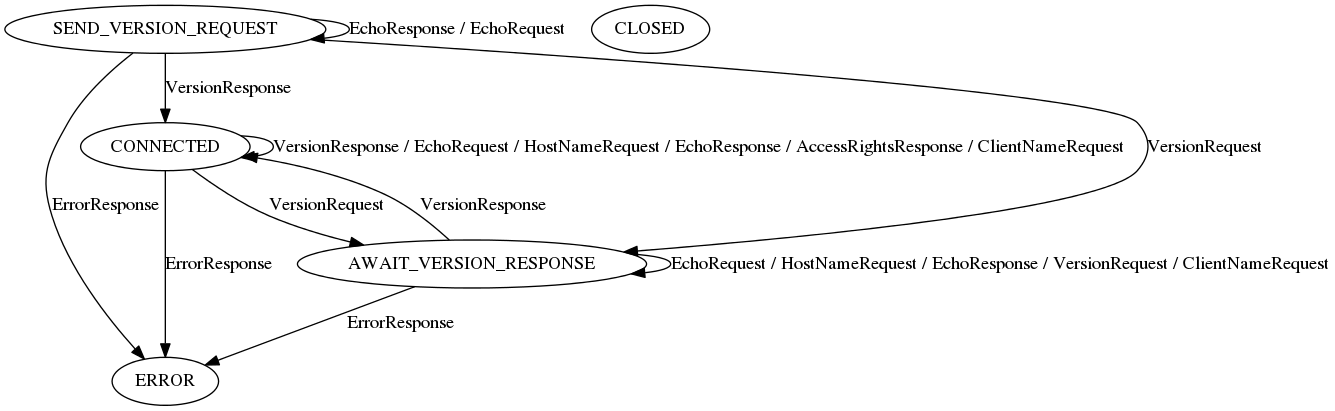 SEND_VERSION_REQUEST
EchoResponse / EchoRequest
CLOSED
VersionResponse
CONNECTED
VersionResponse / EchoRequest / HostNameRequest / EchoResponse / AccessRightsResponse / ClientNameRequest
VersionRequest
ErrorResponse
VersionRequest
VersionResponse
ErrorResponse
AWAIT_VERSION_RESPONSE
EchoRequest / HostNameRequest / EchoResponse / VersionRequest / ClientNameRequest
ErrorResponse
ERROR